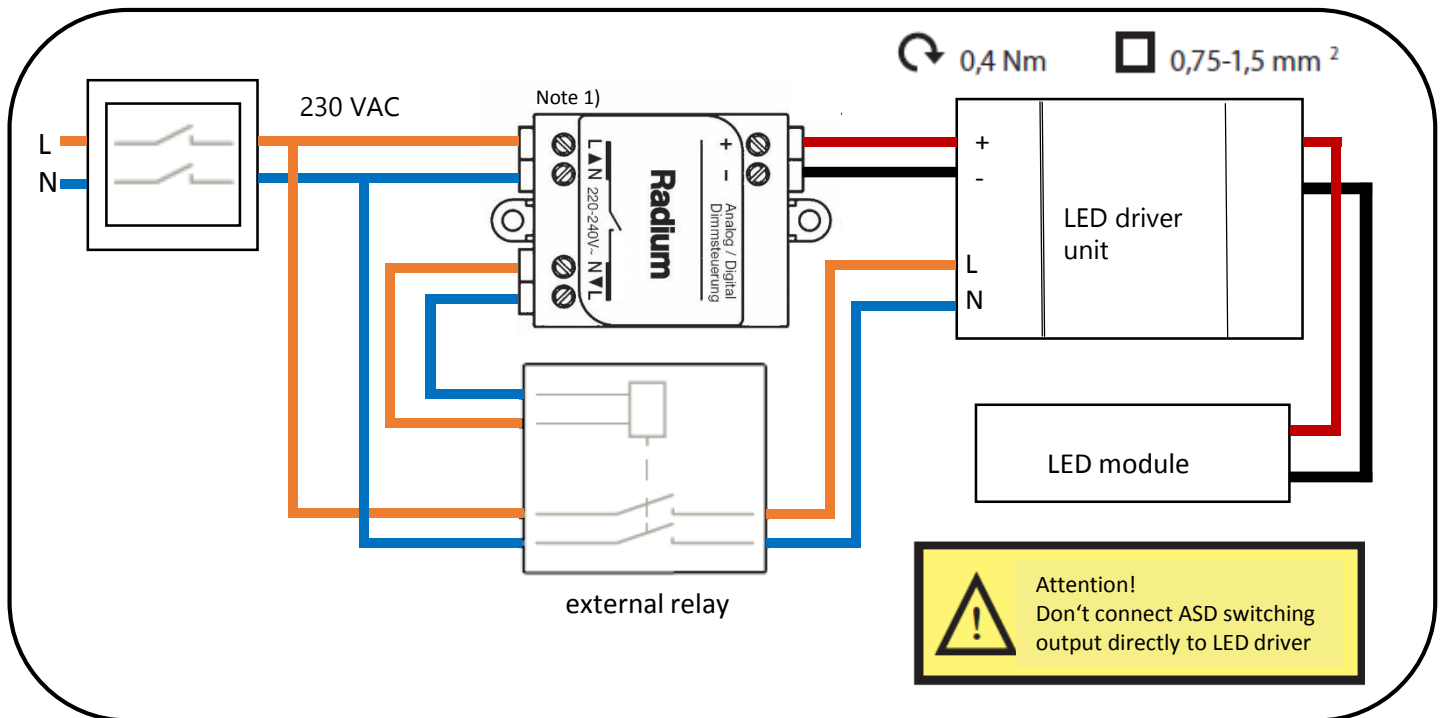 0,4 Nm
0,75-1,5 mm ²
Note 1)
230 VAC
L
N
L▲N 220-240V~ N▼L
Radium
+ -
Analog / Digital
Dimmsteuerung
+
-
L
N
LED driver
unit
LED module
external relay
!
Attention!
Don‘t connect ASD switching
output directly to LED driver